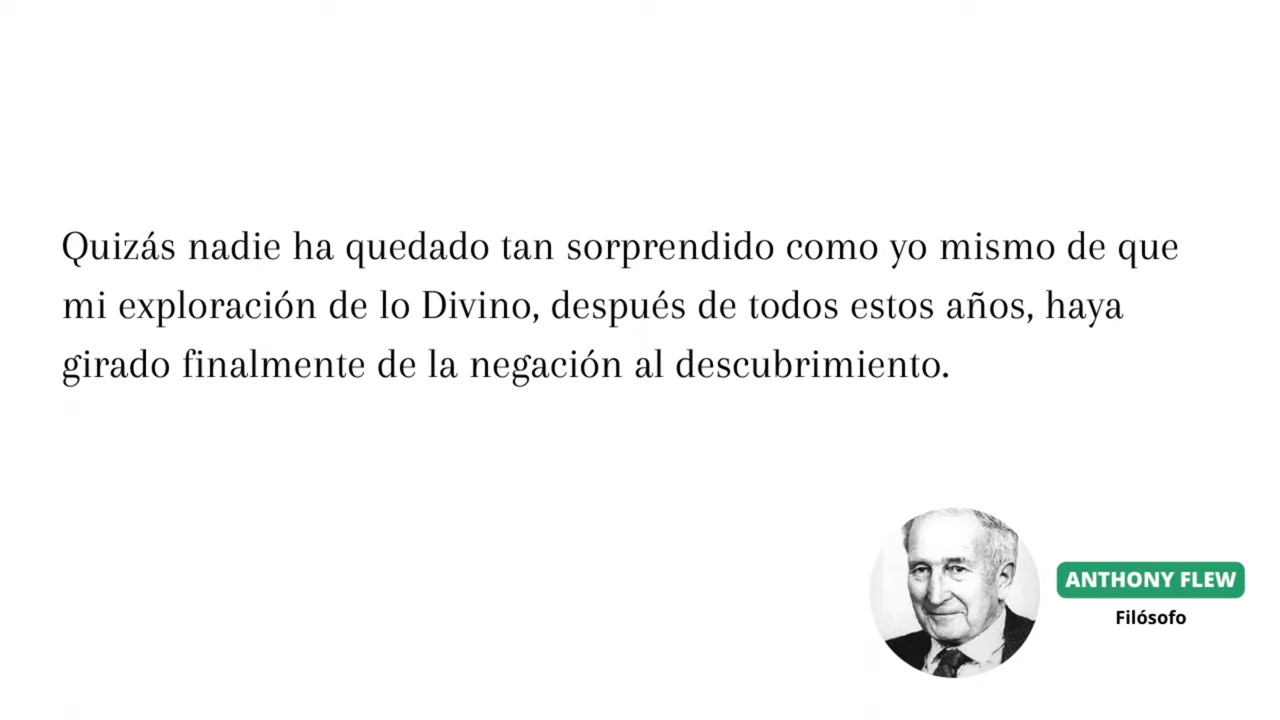 Quizás nadie ha quedado tan sorprendido como yo mismo de que
mi exploración de lo Divino, después de todos estos años, haya
girado finalmente de la negación al descubrimiento.
ANTHONY FLEW
Filósofo